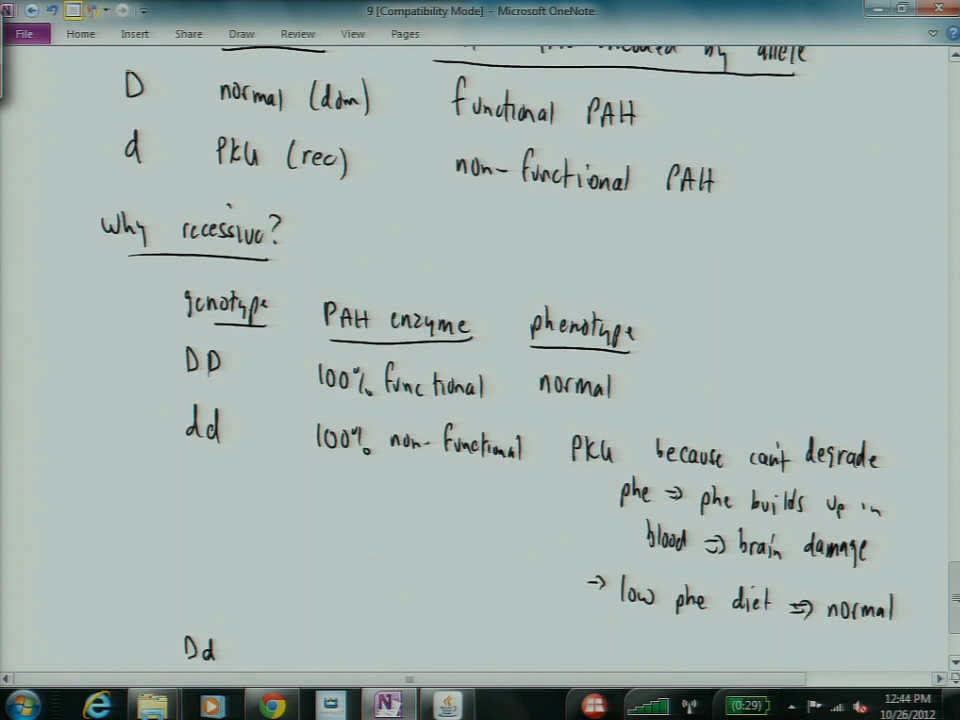 9 [Compatibility Mode] - Microsoft OneNote
File Home Insert Share Draw Review View Pages
encoded by allele
D normal (dom) functional PAH
d PKU (rec) non-functional PAH
Why recessive?
genotype PAH enzyme phenotype
DD 100% functional normal
dd 100% non-functional PKU because can't degrade
phe ⇒ phe builds up in
blood ⇒ brain damage
→ low phe diet ⇒ normal
Dd
(0:29)
12:44 PM
10/26/2012